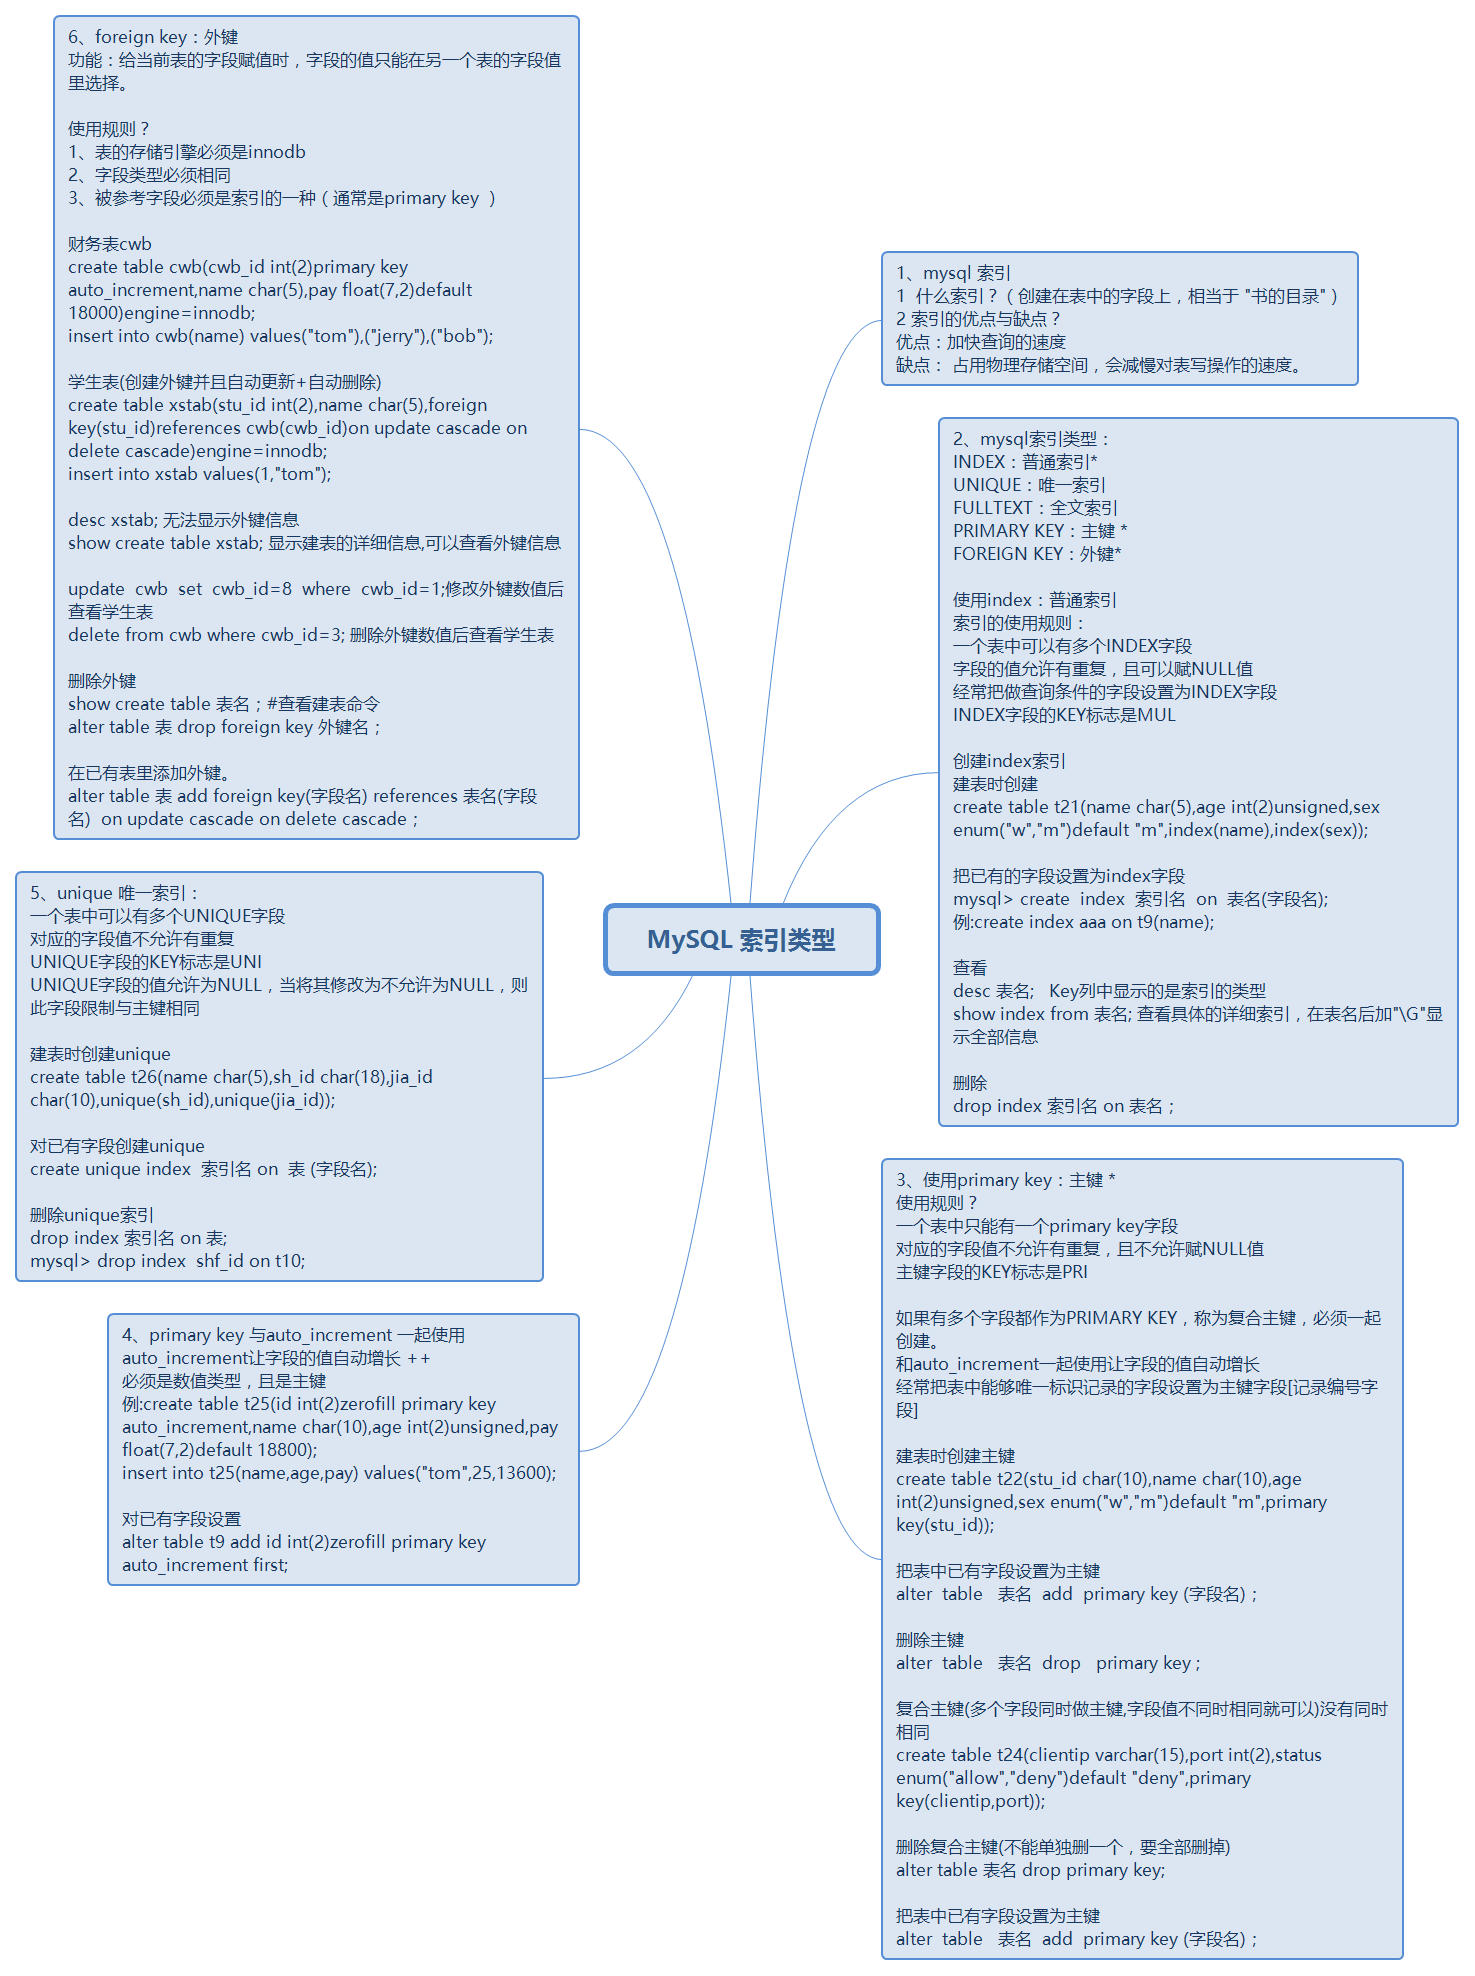 MySQL 索引类型
1、mysql 索引
1  什么索引？（ 创建在表中的字段上，相当于 "书的目录" ）
2 索引的优点与缺点？
优点：加快查询的速度
缺点： 占用物理存储空间，会减慢对表写操作的速度。
2、mysql索引类型：
INDEX：普通索引*
UNIQUE：唯一索引
FULLTEXT：全文索引
PRIMARY KEY：主键 *
FOREIGN KEY：外键*
使用index：普通索引
索引的使用规则：
一个表中可以有多个INDEX字段
字段的值允许有重复，且可以赋NULL值
经常把做查询条件的字段设置为INDEX字段
INDEX字段的KEY标志是MUL
创建index索引
建表时创建
create table t21(name char(5),age int(2)unsigned,sex
enum("w","m")default "m",index(name),index(sex));
把已有的字段设置为index字段
mysql> create  index  索引名  on  表名(字段名);
例:create index aaa on t9(name);
查看
desc 表名;   Key列中显示的是索引的类型
show index from 表名; 查看具体的详细索引，在表名后加"\G"显
示全部信息
删除
drop index 索引名 on 表名；
3、使用primary key：主键 *
使用规则？
一个表中只能有一个primary key字段
对应的字段值不允许有重复，且不允许赋NULL值
主键字段的KEY标志是PRI
如果有多个字段都作为PRIMARY KEY，称为复合主键，必须一起
创建。
和auto_increment一起使用让字段的值自动增长
经常把表中能够唯一标识记录的字段设置为主键字段[记录编号字
段]
建表时创建主键
create table t22(stu_id char(10),name char(10),age
int(2)unsigned,sex enum("w","m")default "m",primary
key(stu_id));
把表中已有字段设置为主键
alter  table   表名  add  primary key (字段名)；
删除主键
alter  table   表名  drop   primary key ;
复合主键(多个字段同时做主键,字段值不同时相同就可以)没有同时
相同
create table t24(clientip varchar(15),port int(2),status
enum("allow","deny")default "deny",primary
key(clientip,port));
删除复合主键(不能单独删一个，要全部删掉)
alter table 表名 drop primary key;
把表中已有字段设置为主键
alter  table   表名  add  primary key (字段名)；
4、primary key 与auto_increment 一起使用
auto_increment让字段的值自动增长 ++
必须是数值类型，且是主键
例:create table t25(id int(2)zerofill primary key
auto_increment,name char(10),age int(2)unsigned,pay
float(7,2)default 18800);
insert into t25(name,age,pay) values("tom",25,13600);
对已有字段设置
alter table t9 add id int(2)zerofill primary key
auto_increment first;
5、unique 唯一索引：
一个表中可以有多个UNIQUE字段
对应的字段值不允许有重复
UNIQUE字段的KEY标志是UNI
UNIQUE字段的值允许为NULL，当将其修改为不允许为NULL，则
此字段限制与主键相同
建表时创建unique
create table t26(name char(5),sh_id char(18),jia_id
char(10),unique(sh_id),unique(jia_id));
对已有字段创建unique
create unique index  索引名 on  表 (字段名);
删除unique索引
drop index 索引名 on 表;
mysql> drop index  shf_id on t10;
6、foreign key：外键
功能：给当前表的字段赋值时，字段的值只能在另一个表的字段值
里选择。
使用规则？
1、表的存储引擎必须是innodb
2、字段类型必须相同
3、被参考字段必须是索引的一种（通常是primary key ）
财务表cwb
create table cwb(cwb_id int(2)primary key
auto_increment,name char(5),pay float(7,2)default
18000)engine=innodb;
insert into cwb(name) values("tom"),("jerry"),("bob");
学生表(创建外键并且自动更新+自动删除)
create table xstab(stu_id int(2),name char(5),foreign
key(stu_id)references cwb(cwb_id)on update cascade on
delete cascade)engine=innodb;
insert into xstab values(1,"tom");
desc xstab; 无法显示外键信息
show create table xstab; 显示建表的详细信息,可以查看外键信息
update  cwb  set  cwb_id=8  where  cwb_id=1;修改外键数值后
查看学生表
delete from cwb where cwb_id=3; 删除外键数值后查看学生表
删除外键
show create table 表名；#查看建表命令
alter table 表 drop foreign key 外键名；
在已有表里添加外键。
alter table 表 add foreign key(字段名) references 表名(字段
名)  on update cascade on delete cascade；